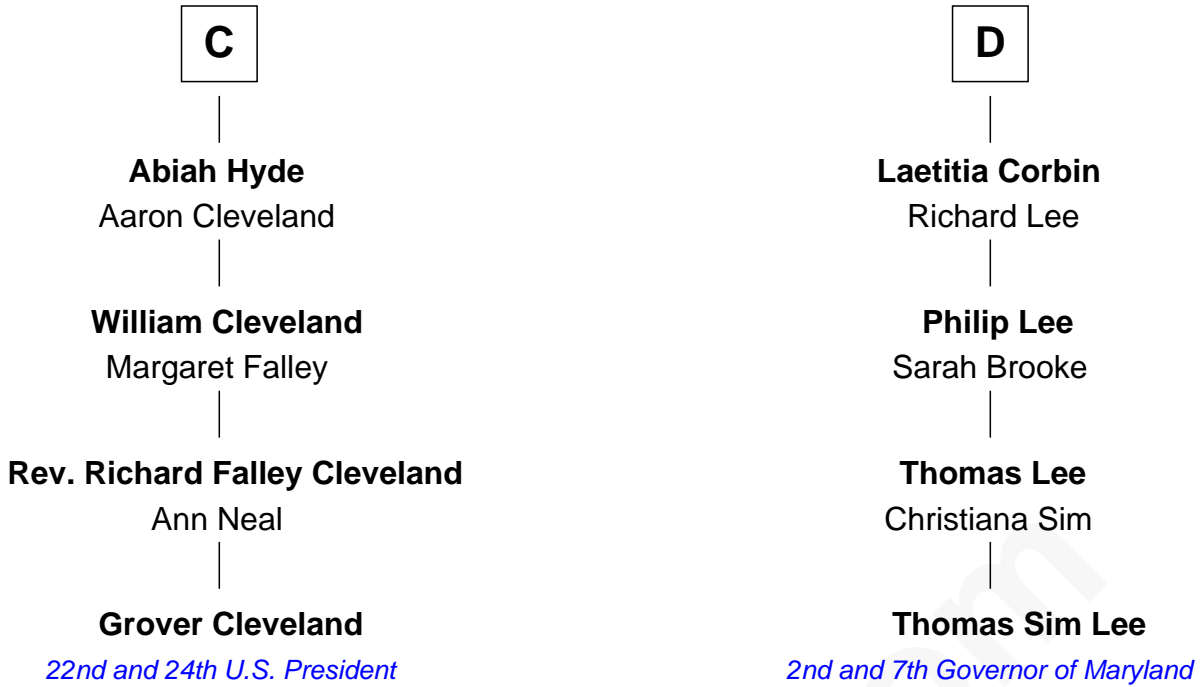 C
Abiah Hyde
Aaron Cleveland
William Cleveland
Margaret Falley
Rev. Richard Falley Cleveland
Ann Neal
Grover Cleveland
22nd and 24th U.S. President
D
Laetitia Corbin
Richard Lee
Philip Lee
Sarah Brooke
Thomas Lee
Christiana Sim
Thomas Sim Lee
2nd and 7th Governor of Maryland